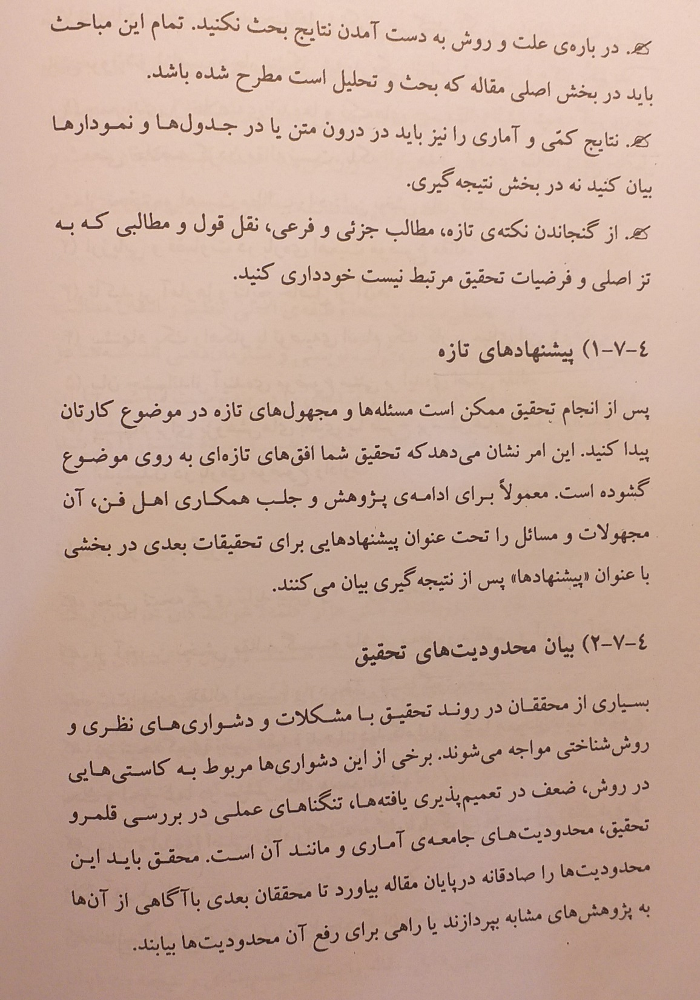 ✍. در باره‌ی علت و روش به دست آمدن نتایج بحث نکنید. تمام این مباحث
باید در بخش اصلی مقاله که بحث و تحلیل است مطرح شده باشد.
✍. نتایج کمّی و آماری را نیز باید در درون متن یا در جدول‌ها و نمودارها
بیان کنید نه در بخش نتیجه‌گیری.
✍. از گنجاندن نکته‌ی تازه، مطالب جزئی و فرعی، نقل قول و مطالبی که به
تز اصلی و فرضیات تحقیق مرتبط نیست خودداری کنید.
۴-۷-۱) پیشنهادهای تازه
پس از انجام تحقیق ممکن است مسئله‌ها و مجهول‌های تازه در موضوع کارتان
پیدا کنید. این امر نشان می‌دهد که تحقیق شما افق‌های تازه‌ای به روی موضوع
گشوده است. معمولاً برای ادامه‌ی پژوهش و جلب همکاری اهل فن، آن
مجهولات و مسائل را تحت عنوان پیشنهادهایی برای تحقیقات بعدی در بخشی
با عنوان «پیشنهادها» پس از نتیجه‌گیری بیان می‌کنند.
۴-۷-۲) بیان محدودیت‌های تحقیق
بسیاری از محققان در روند تحقیق با مشکلات و دشواری‌های نظری و
روش‌شناختی مواجه می‌شوند. برخی از این دشواری‌ها مربوط به کاستی‌هایی
در روش، ضعف در تعمیم‌پذیری یافته‌ها، تنگناهای عملی در بررسی قلمرو
تحقیق، محدودیت‌های جامعه‌ی آماری و مانند آن است. محقق باید این
محدودیت‌ها را صادقانه در پایان مقاله بیاورد تا محققان بعدی با آگاهی از آن‌ها
به پژوهش‌های مشابه بپردازند یا راهی برای رفع آن محدودیت‌ها بیابند.